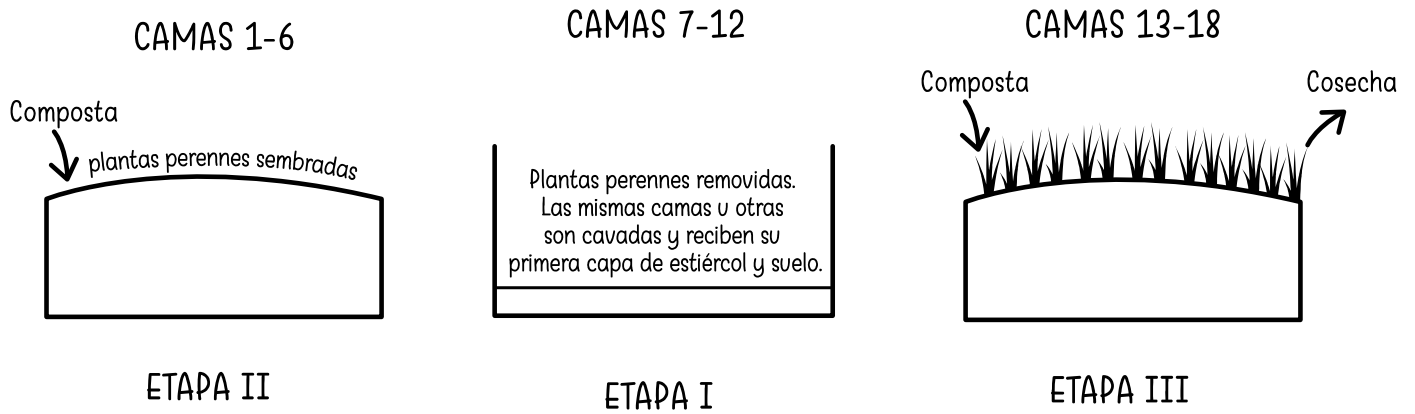 CAMAS 1-6
Composta
plantas perennes sembradas
ETAPA II
CAMAS 7-12
Plantas perennes removidas.
Las mismas camas u otras
son cavadas y reciben su
primera capa de estiércol y suelo.
ETAPA I
CAMAS 13-18
Composta
Cosecha
ETAPA III